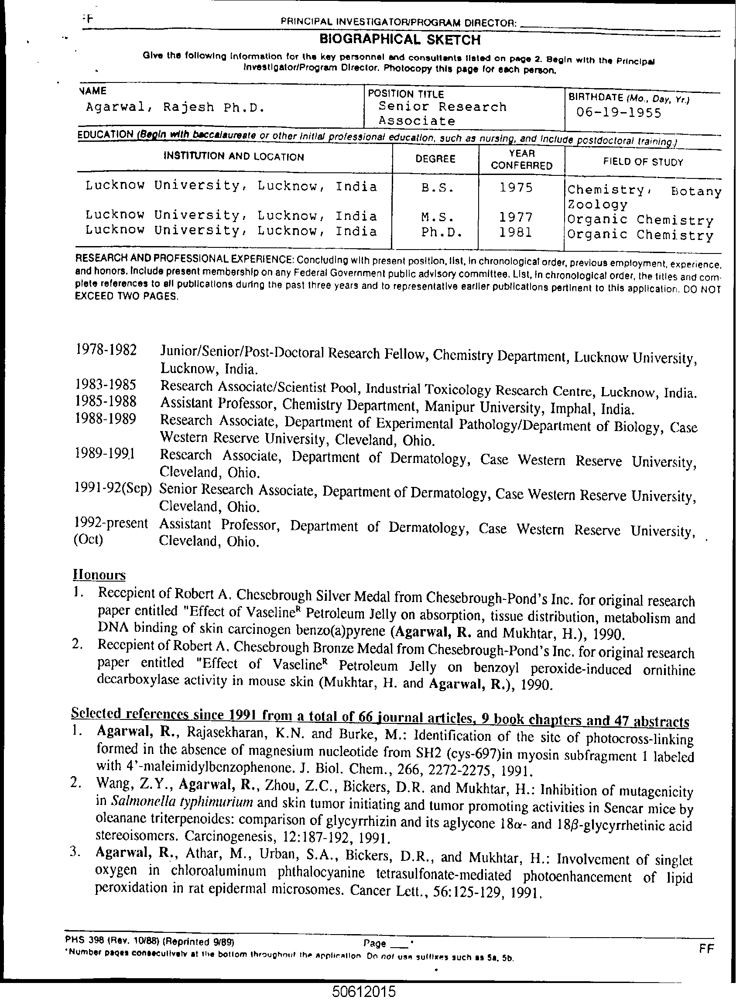 FF
PRINCIPAL INVESTIGATOR/PROGRAM DIRECTOR:
BIOGRAPHICAL SKETCH
Give the following information for the key personnel and consultants listed on page 2. Begin with the Principal
Investigator/Program Director. Photocopy this page for each person.
NAME
Agarwal, Rajesh Ph.D.
POSITION TITLE
Senior Research
Associate
BIRTHDATE (Mo., Day, Yr.)
06-19-1955
EDUCATION (Begin with baccalaureate or other initial professional education, such as nursing, and include postdoctoral training.)
INSTITUTION AND LOCATION DEGREE YEAR CONFERRED FIELD OF STUDY
Lucknow University, Lucknow, India B.S. 1975 Chemistry, Botany
Zoology
Lucknow University, Lucknow, India M.S. 1977 Organic Chemistry
Lucknow University, Lucknow, India Ph.D. 1981 Organic Chemistry
RESEARCH AND PROFESSIONAL EXPERIENCE: Concluding with present position, list, in chronological order, previous employment, experience,
and honors. Include present membership on any Federal Government public advisory committee. List, in chronological order, the titles and com-
plete references to all publications during the past three years and to representative earlier publications pertinent to this application. DO NOT
EXCEED TWO PAGES.
1978-1982 Junior/Senior/Post-Doctoral Research Fellow, Chemistry Department, Lucknow University,
Lucknow, India.
1983-1985 Research Associate/Scientist Pool, Industrial Toxicology Research Centre, Lucknow, India.
1985-1988 Assistant Professor, Chemistry Department, Manipur University, Imphal, India.
1988-1989 Research Associate, Department of Experimental Pathology/Department of Biology, Case
Western Reserve University, Cleveland, Ohio.
1989-1991 Research Associate, Department of Dermatology, Case Western Reserve University,
Cleveland, Ohio.
1991-92(Sep) Senior Research Associate, Department of Dermatology, Case Western Reserve University,
Cleveland, Ohio.
1992-present Assistant Professor, Department of Dermatology, Case Western Reserve University,
(Oct) Cleveland, Ohio.
Honours
1. Recepient of Robert A. Chesebrough Silver Medal from Chesebrough-Pond's Inc. for original research
paper entitled "Effect of Vaseline<sup>R</sup> Petroleum Jelly on absorption, tissue distribution, metabolism and
DNA binding of skin carcinogen benzo(a)pyrene (Agarwal, R. and Mukhtar, H.), 1990.
2. Recepient of Robert A. Chesebrough Bronze Medal from Chesebrough-Pond's Inc. for original research
paper entitled "Effect of Vaseline<sup>R</sup> Petroleum Jelly on benzoyl peroxide-induced ornithine
decarboxylase activity in mouse skin (Mukhtar, H. and Agarwal, R.), 1990.
Selected references since 1991 from a total of 66 journal articles, 9 book chapters and 47 abstracts
1. Agarwal, R., Rajasekharan, K.N. and Burke, M.: Identification of the site of photocross-linking
formed in the absence of magnesium nucleotide from SH2 (cys-697)in myosin subfragment 1 labeled
with 4'-maleimidylbenzophenone. J. Biol. Chem., 266, 2272-2275, 1991.
2. Wang, Z.Y., Agarwal, R., Zhou, Z.C., Bickers, D.R. and Mukhtar, H.: Inhibition of mutagenicity
in Salmonella typhimurium and skin tumor initiating and tumor promoting activities in Sencar mice by
oleanane triterpenoides: comparison of glycyrrhizin and its aglycone 18α- and 18β-glycyrrhetinic acid
stereoisomers. Carcinogenesis, 12:187-192, 1991.
3. Agarwal, R., Athar, M., Urban, S.A., Bickers, D.R., and Mukhtar, H.: Involvement of singlet
oxygen in chloroaluminum phthalocyanine tetrasulfonate-mediated photoenhancement of lipid
peroxidation in rat epidermal microsomes. Cancer Lett., 56:125-129, 1991.
PHS 398 (Rev. 10/88) (Reprinted 9/89) Page ___* FF
*Number pages consecutively at the bottom throughout the application. Do not use suffixes such as 5a, 5b.
50612015